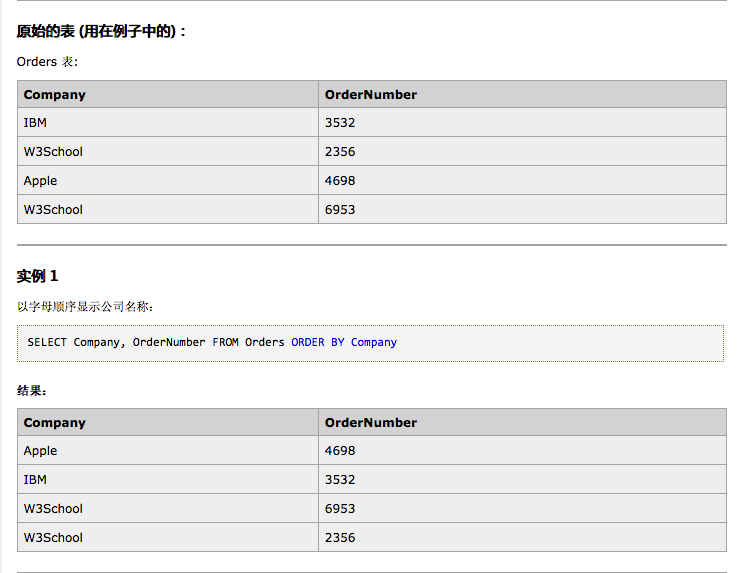 原始的表 (用在例子中的)：
Orders 表:
Company OrderNumber
IBM 3532
W3School 2356
Apple 4698
W3School 6953
实例 1
以字母顺序显示公司名称：
SELECT Company, OrderNumber FROM Orders ORDER BY Company
结果：
Company OrderNumber
Apple 4698
IBM 3532
W3School 6953
W3School 2356